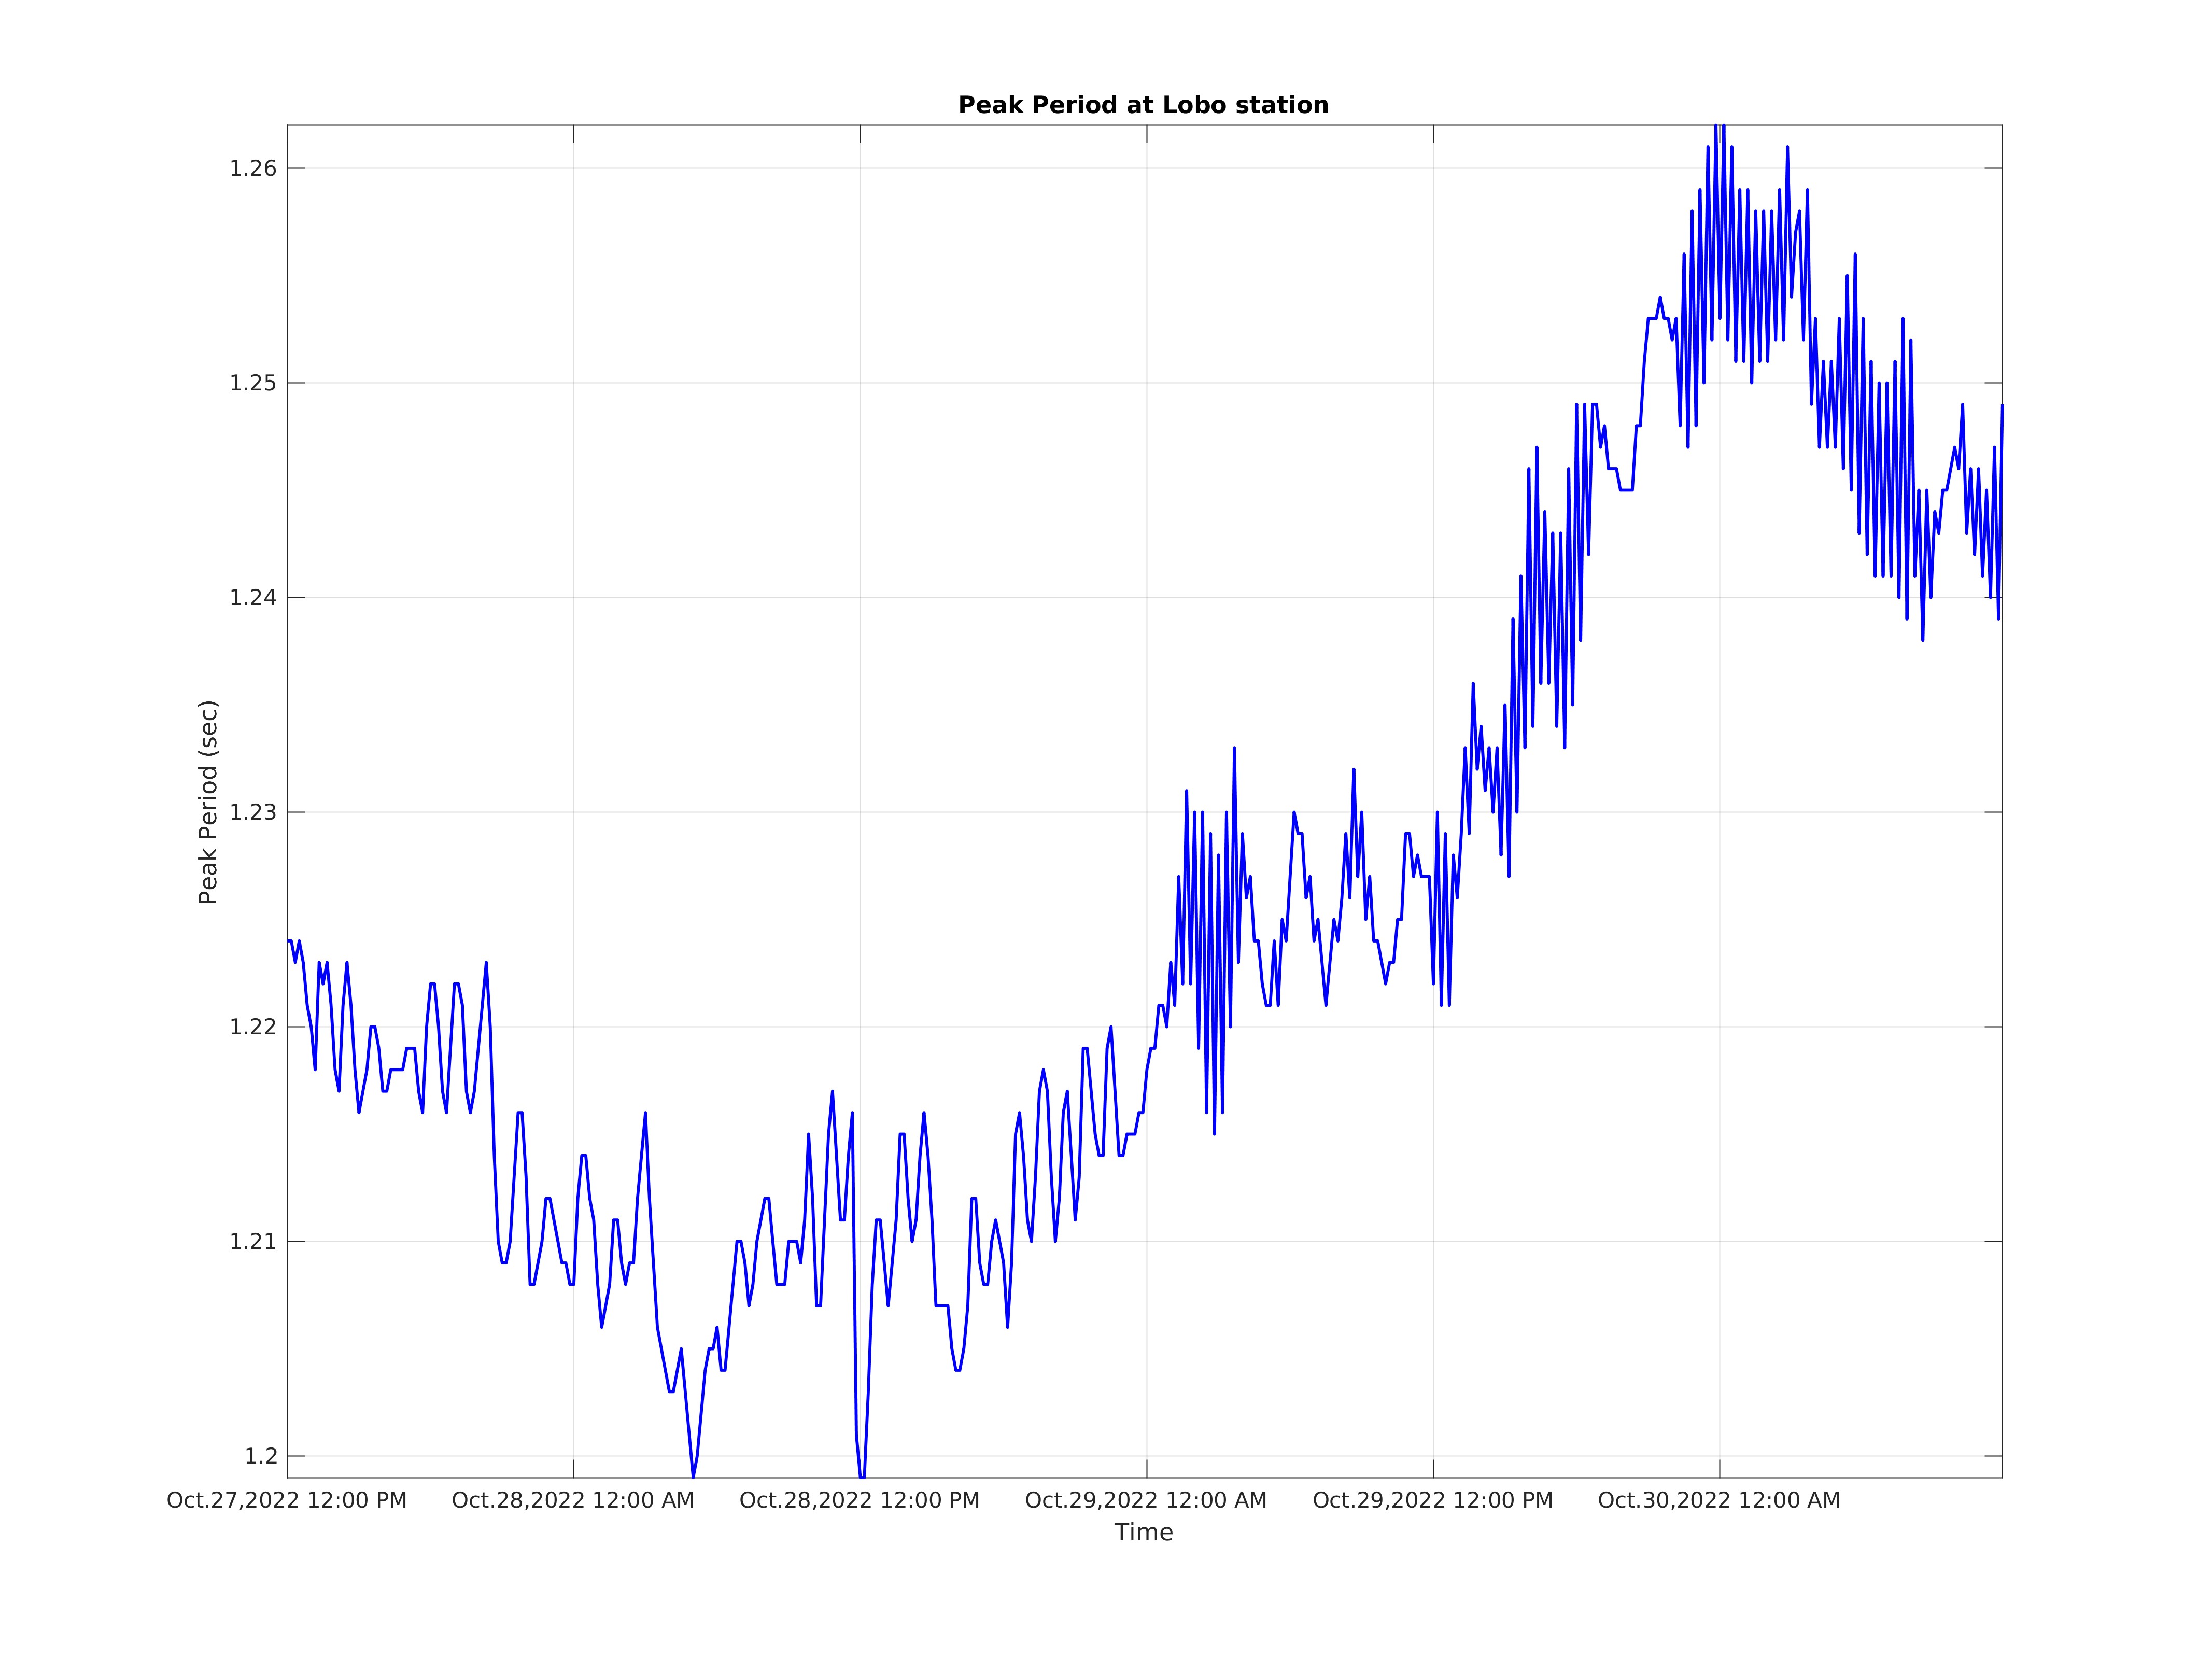 Peak Period at Lobo station
1.26
1.25
1.24
1.23
1.22
1.21
1.2
Peak Period (sec)
Oct.27,2022 12:00 PM Oct.28,2022 12:00 AM Oct.28,2022 12:00 PM Oct.29,2022 12:00 AM Oct.29,2022 12:00 PM Oct.30,2022 12:00 AM
Time